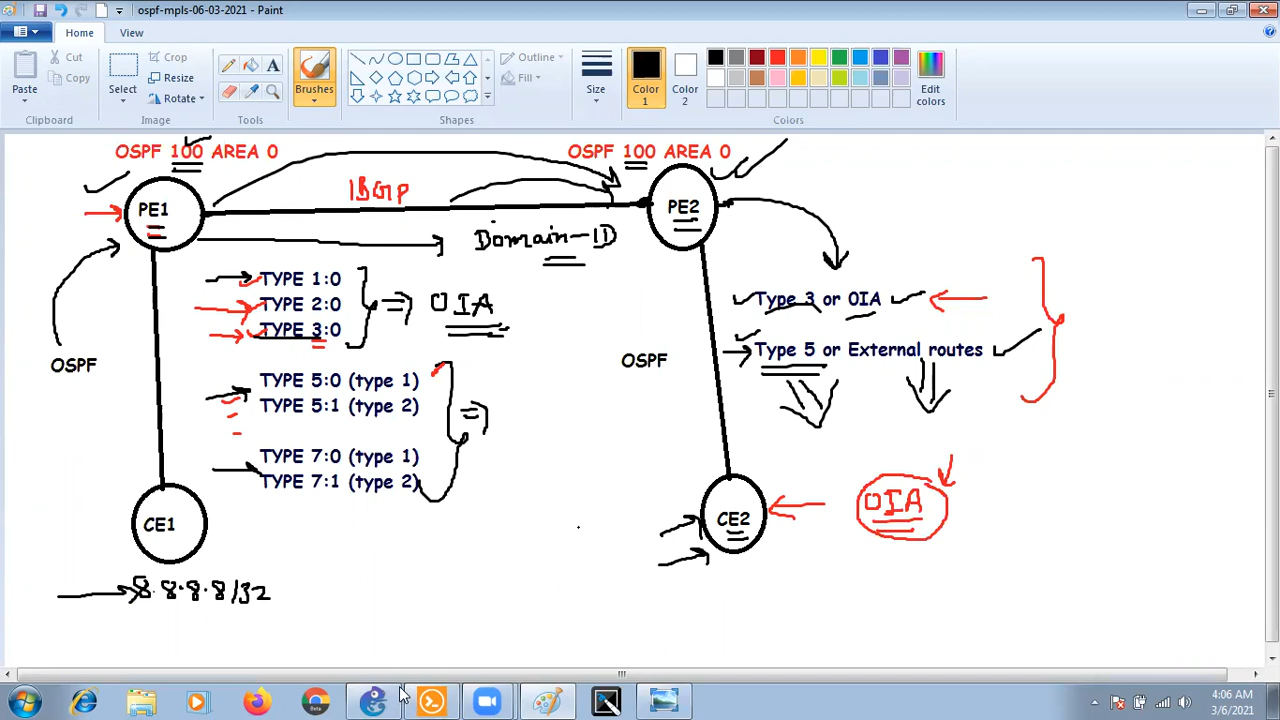 ospf-mpls-06-03-2021 - Paint
Home
View
Paste
Cut
Copy
Clipboard
Select
Crop
Resize
Rotate
Image
A
Tools
Brushes
Outline
Fill
Shapes
Size
Color 1
Color 2
Edit colors
Colors
OSPF 100 AREA 0
OSPF 100 AREA 0
PE1
IBGP
PE2
Domain-ID
TYPE 1:0
TYPE 2:0
TYPE 3:0
OIA
Type 3 or OIA
Type 5 or External routes
OSPF
OSPF
TYPE 5:0 (type 1)
TYPE 5:1 (type 2)
TYPE 7:0 (type 1)
TYPE 7:1 (type 2)
CE1
CE2
OIA
8.8.8.8/32
Beta
4:06 AM
3/6/2021